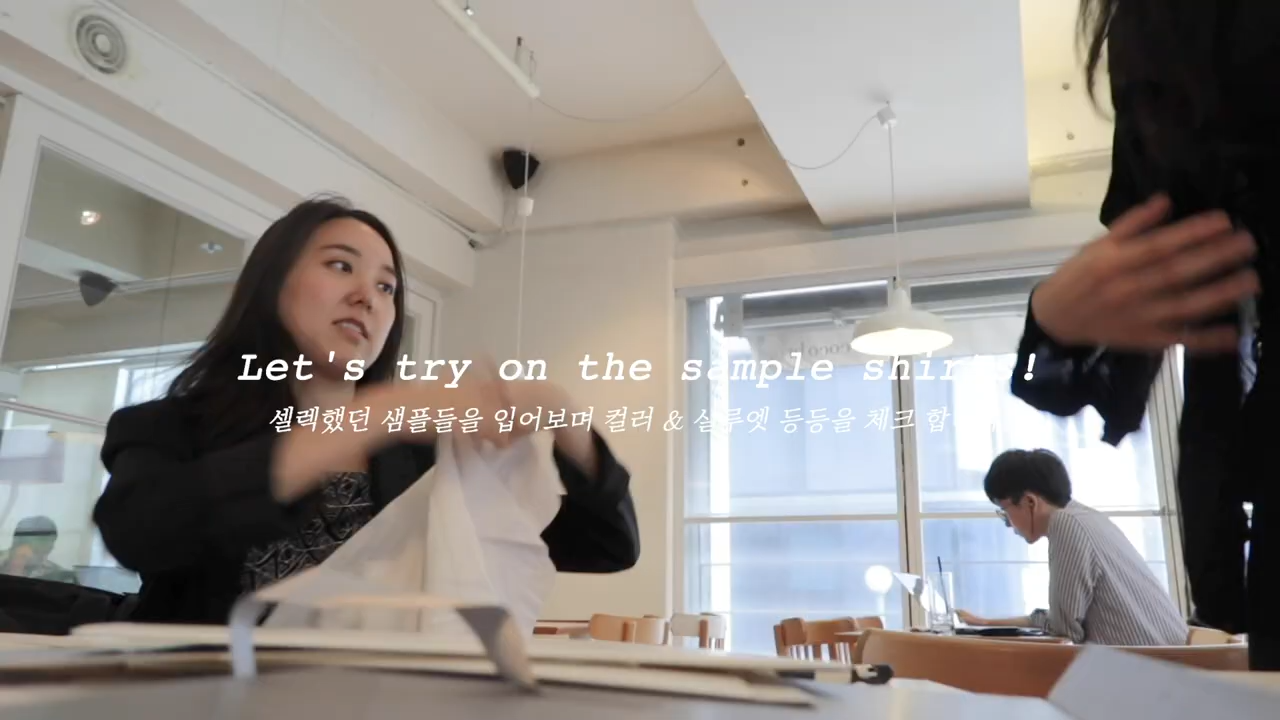 Let's try on the sample shirts!
셀렉했던 샘플들을 입어보며 컬러 & 실루엣 등등을 체크